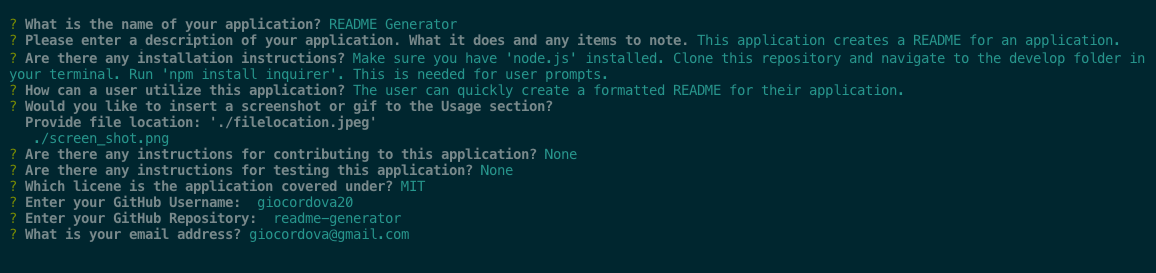 ? What is the name of your application? README Generator
? Please enter a description of your application. What it does and any items to note. This application creates a README for an application.
? Are there any installation instructions? Make sure you have 'node.js' installed. Clone this repository and navigate to the develop folder in
your terminal. Run 'npm install inquirer'. This is needed for user prompts.
? How can a user utilize this application? The user can quickly create a formatted README for their application.
? Would you like to insert a screenshot or gif to the Usage section?
Provide file location: './filelocation.jpeg'
./screen_shot.png
? Are there any instructions for contributing to this application? None
? Are there any instructions for testing this application? None
? Which licene is the application covered under? MIT
? Enter your GitHub Username: giocordova20
? Enter your GitHub Repository: readme-generator
? What is your email address? giocordova@gmail.com